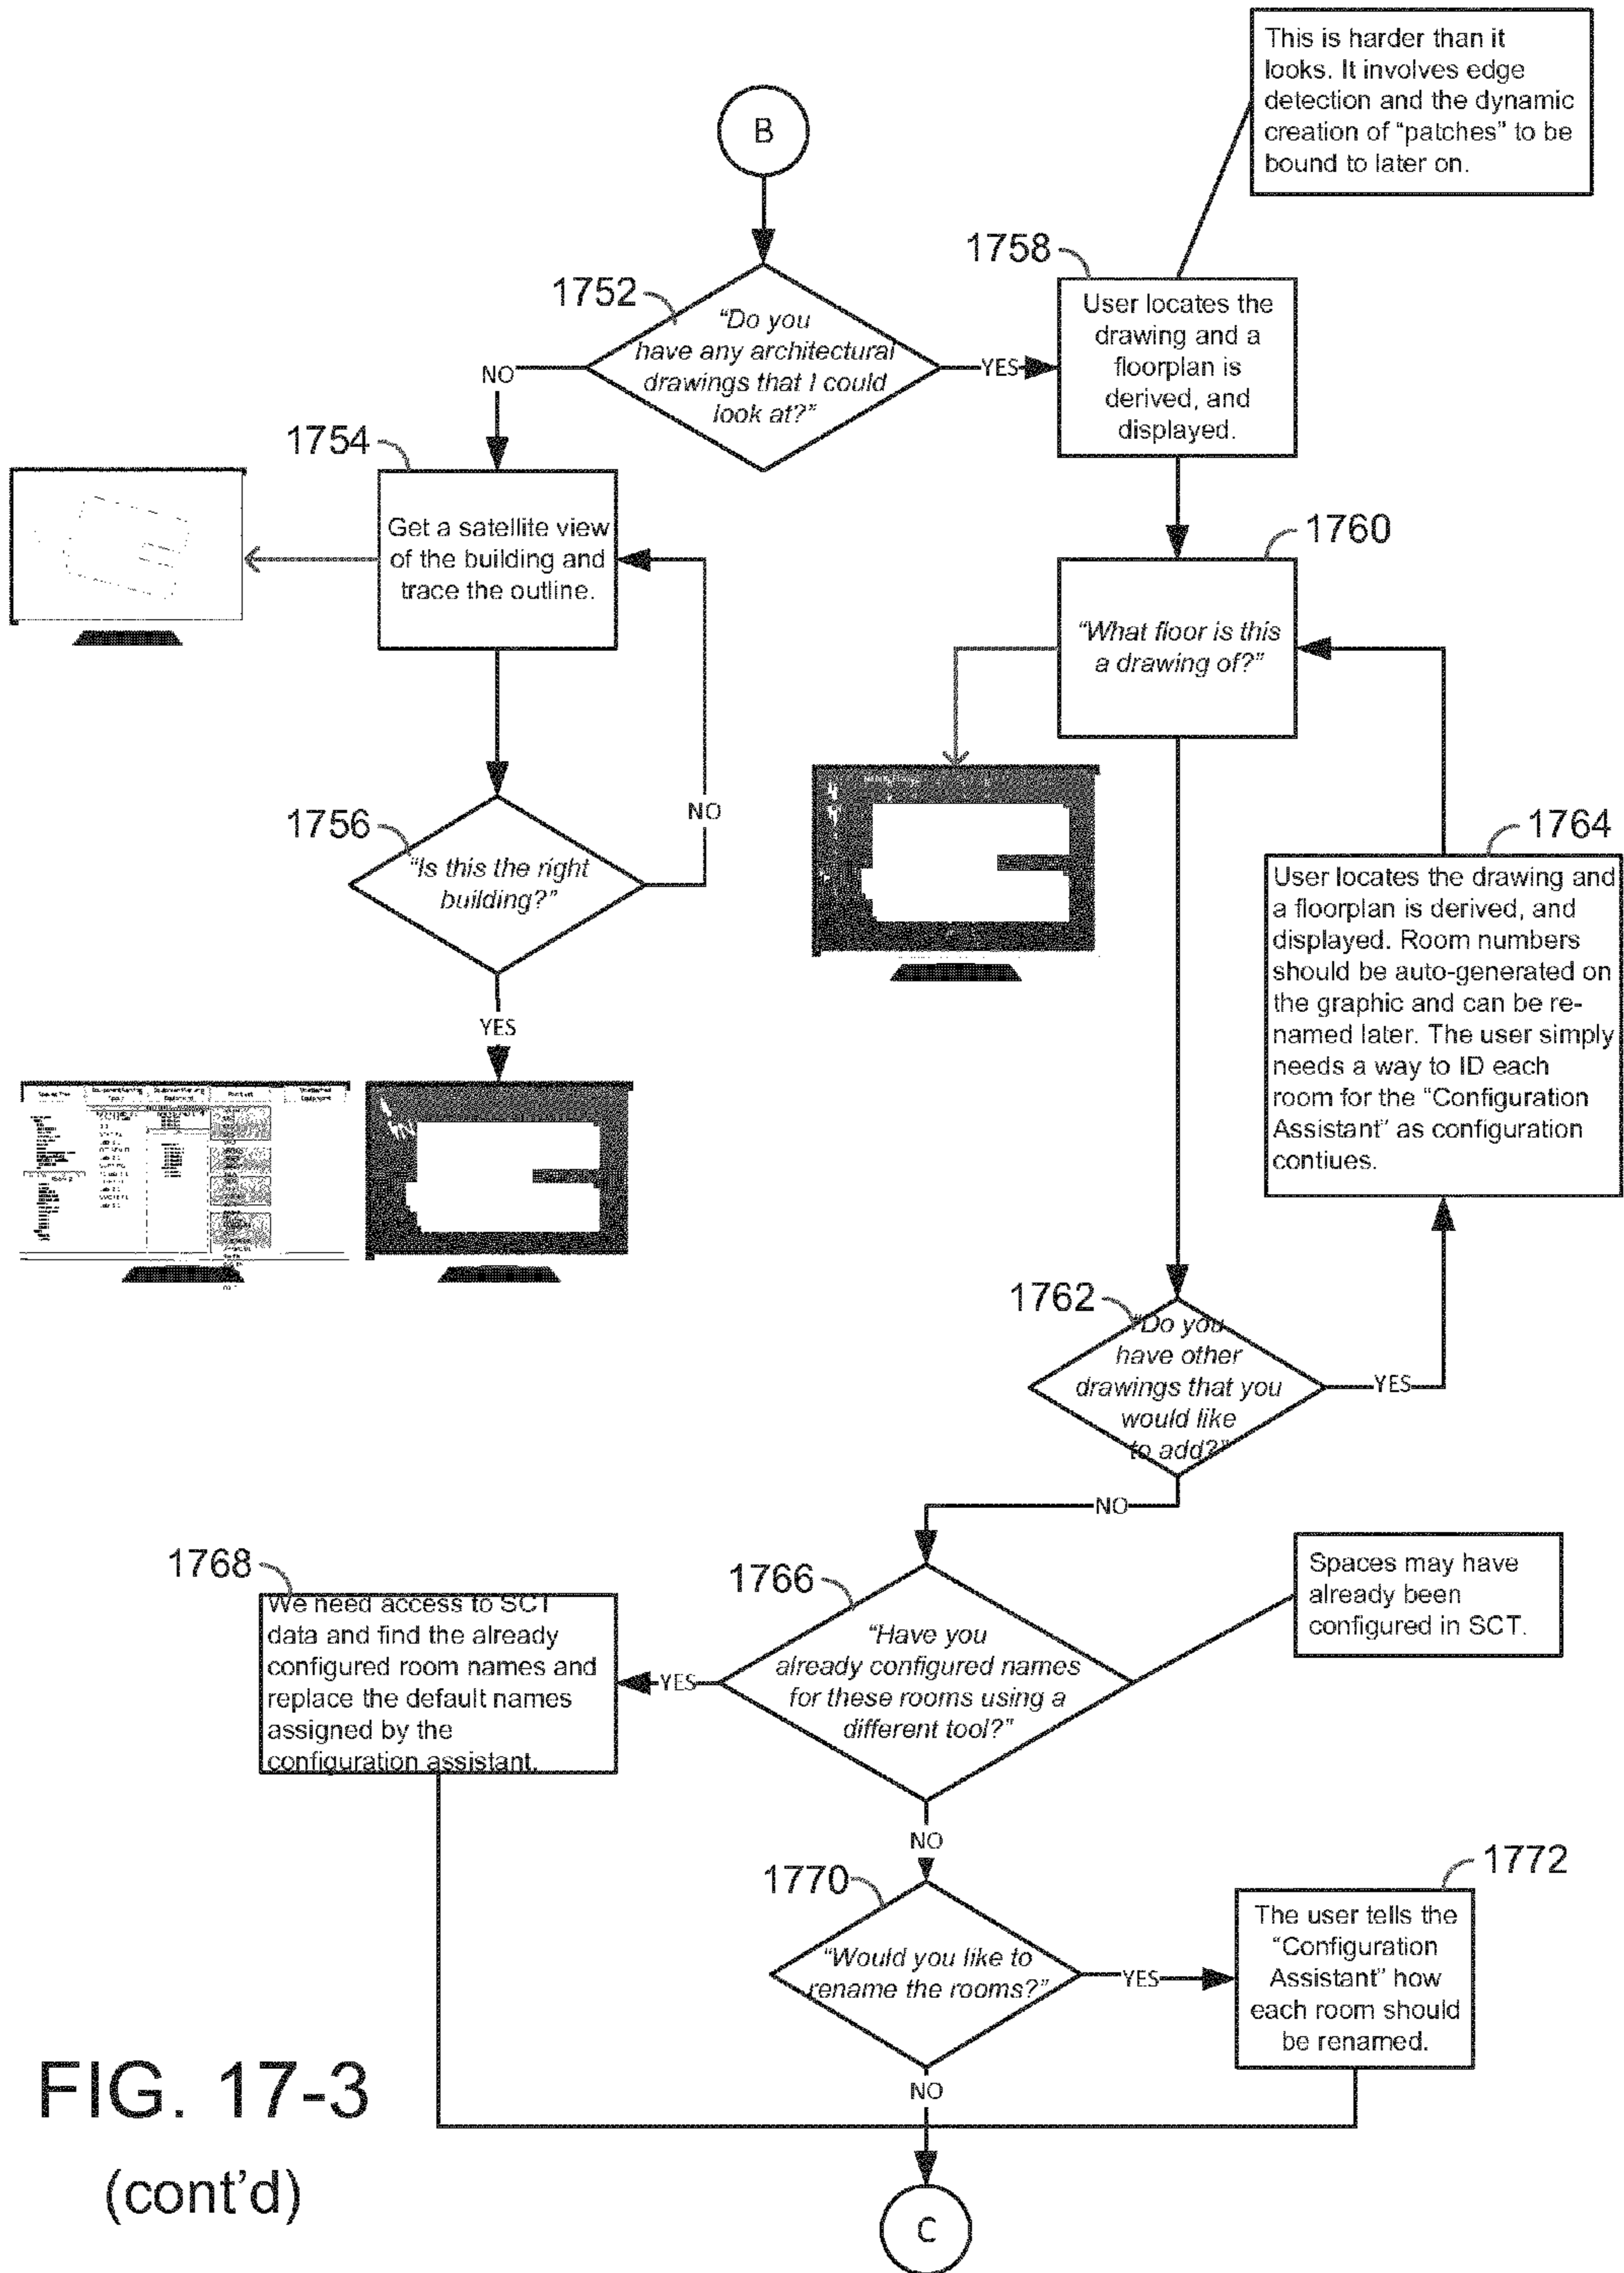 This is harder than it
looks. It involves edge
detection and the dynamic
creation of “patches” to be
bound to later on.
B
1752
“Do you
have any architectural
drawings that I could
look at?”
NO
YES
1758
User locates the
drawing and a
floorplan is
derived, and
displayed.
1754
Get a satellite view
of the building and
trace the outline.
1760
“What floor is this
a drawing of?”
1756
“Is this the right
building?”
NO
YES
1764
User locates the drawing and
a floorplan is derived, and
displayed. Room numbers
should be auto-generated on
the graphic and can be re-
named later. The user simply
needs a way to ID each
room for the “Configuration
Assistant” as configuration
contiues.
1762
“Do you
have other
drawings that you
would like
to add?”
YES
NO
1768
We need access to SCT
data and find the already
configured room names and
replace the default names
assigned by the
configuration assistant.
1766
“Have you
already configured names
for these rooms using a
different tool?”
YES
Spaces may have
already been
configured in SCT.
NO
1770
“Would you like to
rename the rooms?”
YES
1772
The user tells the
“Configuration
Assistant” how
each room should
be renamed.
NO
C
FIG. 17-3
(cont’d)